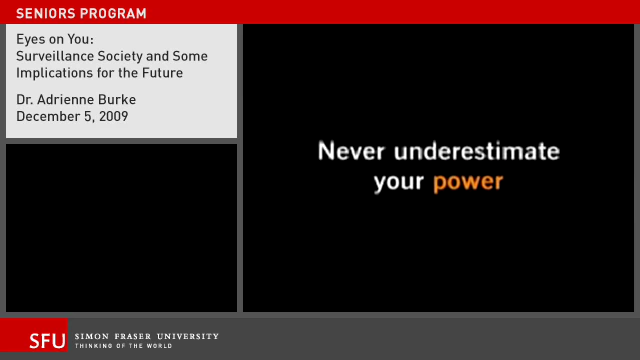 SENIORS PROGRAM
Eyes on You:
Surveillance Society and Some
Implications for the Future
Dr. Adrienne Burke
December 5, 2009
Never underestimate
your power
SFU
SIMON FRASER UNIVERSITY
THINKING OF THE WORLD